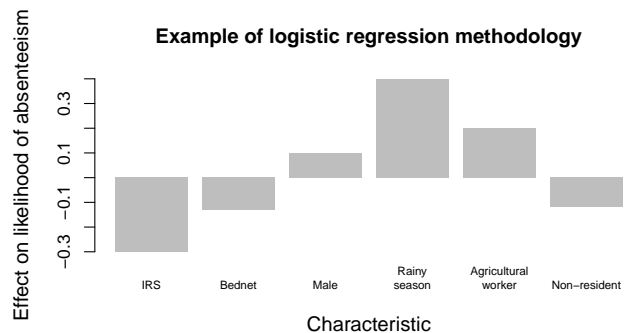 Example of logistic regression methodology
Effect on likelihood of absenteeism
0.3
0.1
−0.1
−0.3
IRS
Bednet
Male
Rainy
season
Agricultural
worker
Non−resident
Characteristic